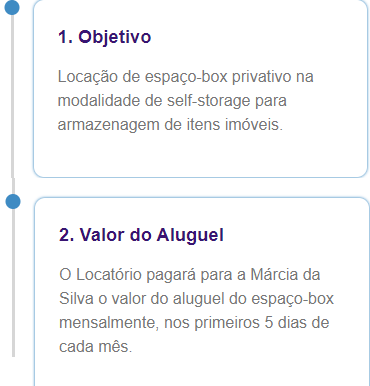 1. Objetivo
Locação de espaço-box privativo na
modalidade de self-storage para
armazenagem de itens imóveis.
2. Valor do Aluguel
O Locatório pagará para a Márcia da
Silva o valor do aluguel do espaço-box
mensalmente, nos primeiros 5 dias de
cada mês.